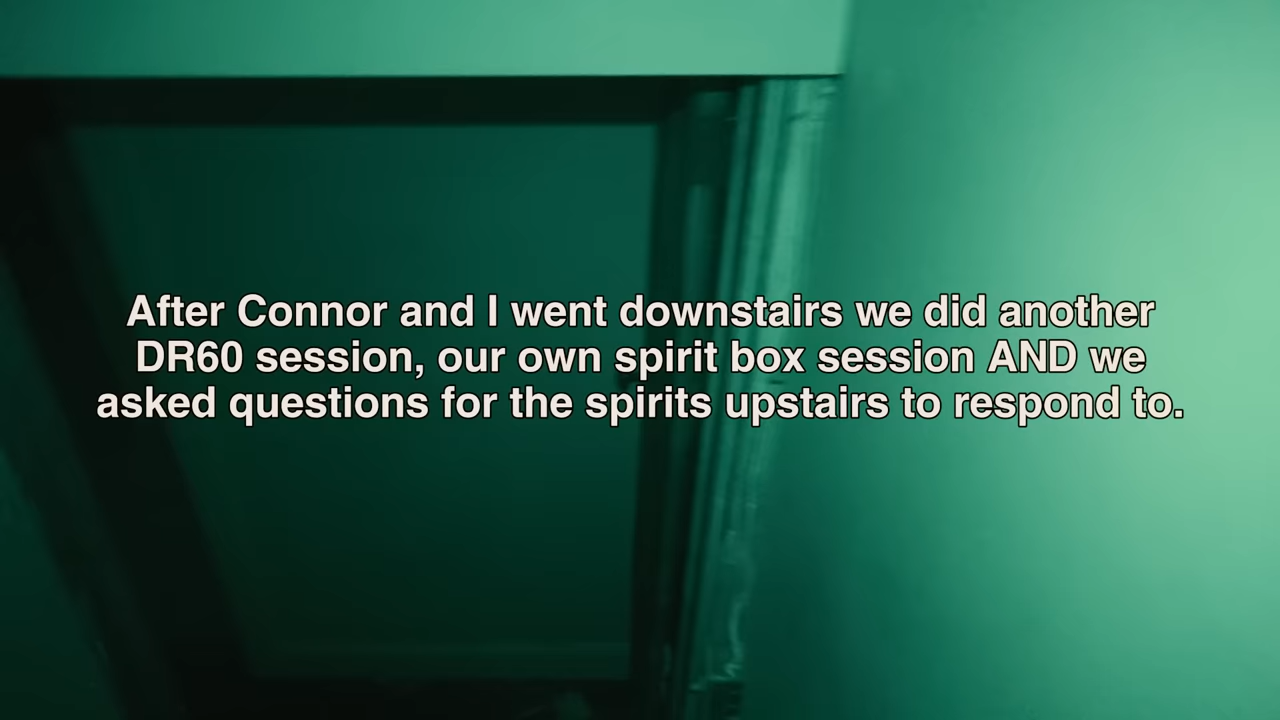 After Connor and I went downstairs we did another
DR60 session, our own spirit box session AND we
asked questions for the spirits upstairs to respond to.